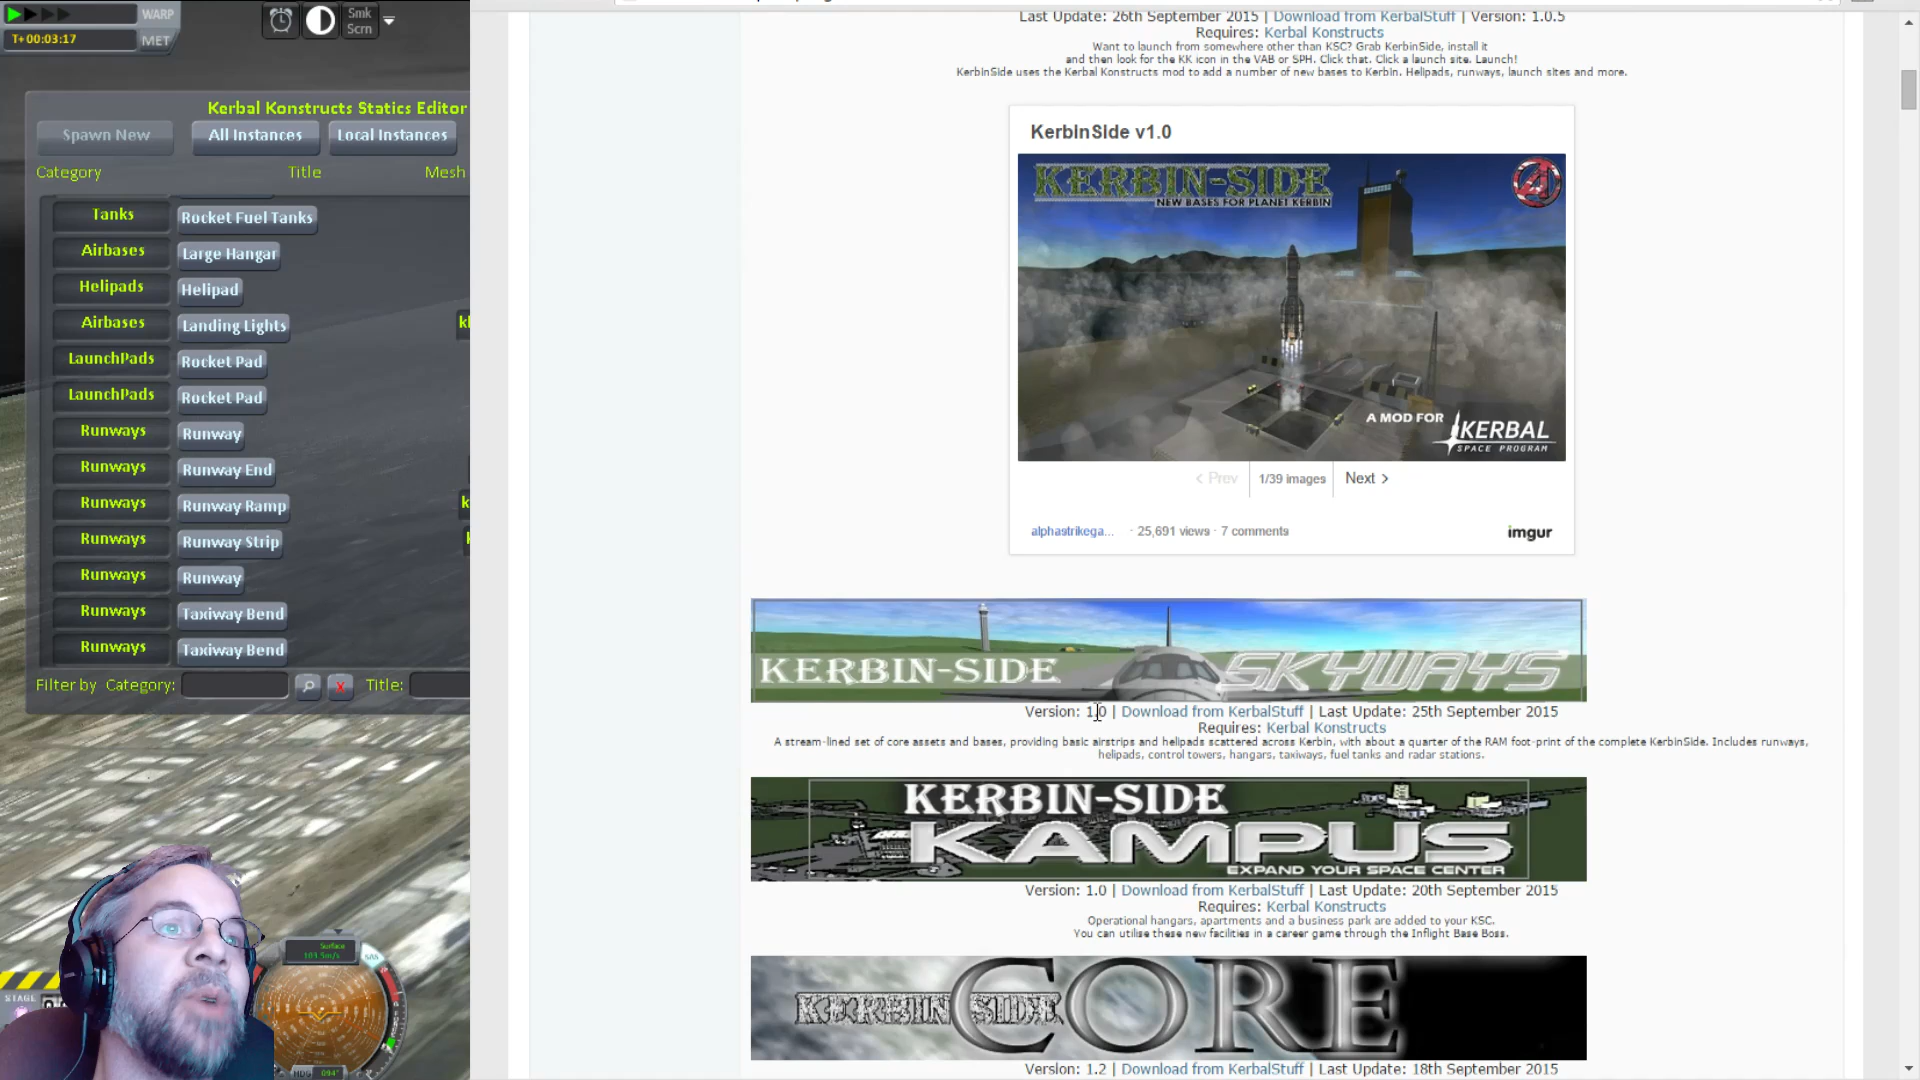 WARP
T+00:03:17
MET
Smk
Scrn
Kerbal Konstructs Statics Editor
Spawn New
All Instances
Local Instances
Category
Title
Mesh
Tanks
Rocket Fuel Tanks
Airbases
Large Hangar
Helipads
Helipad
Airbases
Landing Lights
LaunchPads
Rocket Pad
LaunchPads
Rocket Pad
Runways
Runway
Runways
Runway End
Runways
Runway Ramp
Runways
Runway Strip
Runways
Runway
Runways
Taxiway Bend
Runways
Taxiway Bend
Filter by Category:
x
Title:
STAGE
Surface
103.5m/s
SAS
HDG 094°
Last Update: 26th September 2015 | Download from KerbalStuff | Version: 1.0.5
Requires: Kerbal Konstructs
Want to launch from somewhere other than KSC? Grab KerbinSide, install it
and then look for the KK icon in the VAB or SPH. Click that. Click a launch site. Launch!
KerbinSide uses the Kerbal Konstructs mod to add a number of new bases to Kerbin. Helipads, runways, launch sites and more.
KerbinSide v1.0
KERBIN-SIDE
NEW BASES FOR PLANET KERBIN
A MOD FOR
KERBAL
SPACE PROGRAM
< Prev
1/39 images
Next >
alphastrikega... · 25,691 views · 7 comments
imgur
KERBIN-SIDE SKYWAYS
Version: 1.0 | Download from KerbalStuff | Last Update: 25th September 2015
Requires: Kerbal Konstructs
A stream-lined set of core assets and bases, providing basic airstrips and helipads scattered across Kerbin, with about a quarter of the RAM foot-print of the complete KerbinSide. Includes runways,
helipads, control towers, hangars, taxiways, fuel tanks and radar stations.
KERBIN-SIDE
KAMPUS
EXPAND YOUR SPACE CENTER
Version: 1.0 | Download from KerbalStuff | Last Update: 20th September 2015
Requires: Kerbal Konstructs
Operational hangars, apartments and a business park are added to your KSC.
You can utilise these new facilities in a career game through the Inflight Base Boss.
KERBIN SIDE CORE
Version: 1.2 | Download from KerbalStuff | Last Update: 18th September 2015